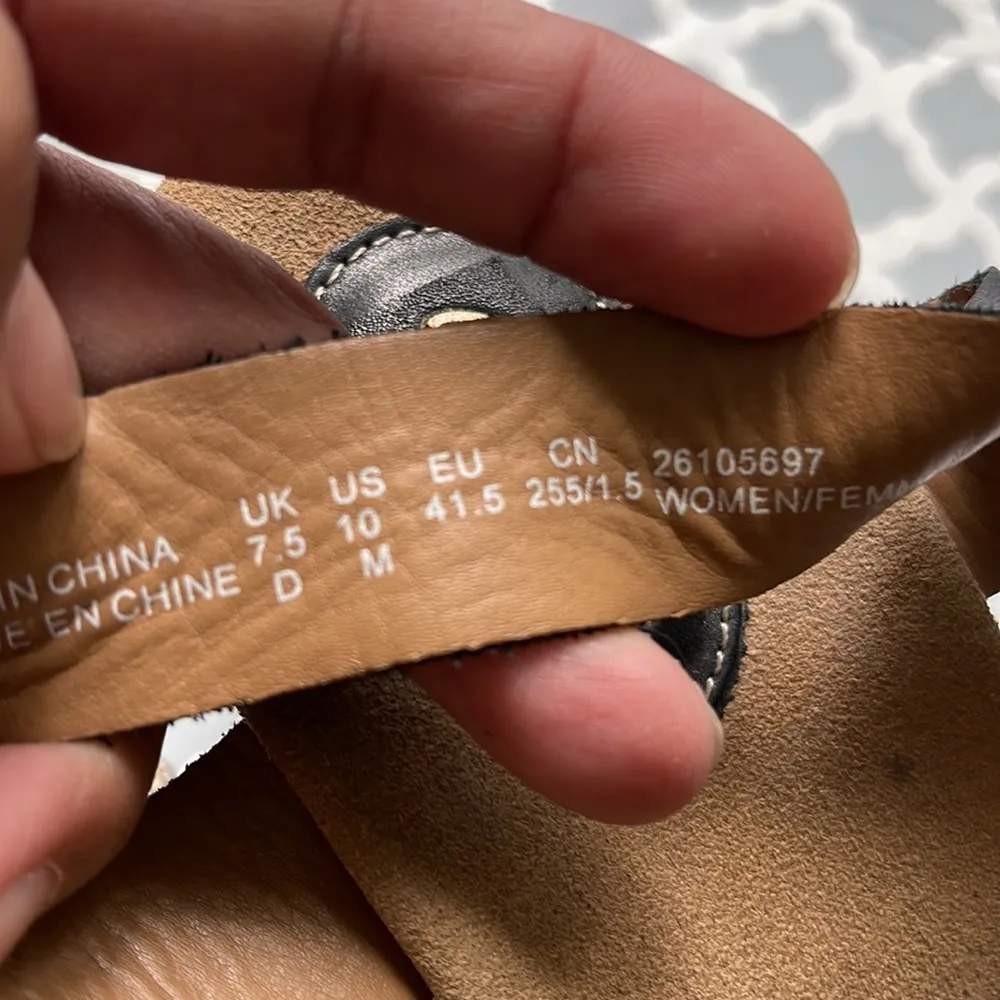 IN CHINA
EN CHINE
UK
7.5
D
US
10
M
EU
41.5
CN
255/1.5
26105697
WOMEN/FEM